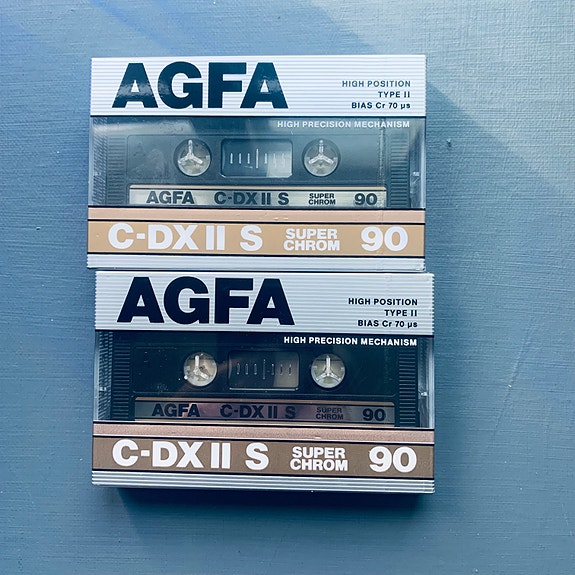 AGFA
HIGH POSITION
TYPE II
BIAS Cr 70 µs
HIGH PRECISION MECHANISM
AGFA C-DX II S SUPER CHROM 90
C-DX II S SUPER CHROM 90
AGFA
HIGH POSITION
TYPE II
BIAS Cr 70 µs
HIGH PRECISION MECHANISM
AGFA C-DX II S SUPER CHROM 90
C-DX II S SUPER CHROM 90